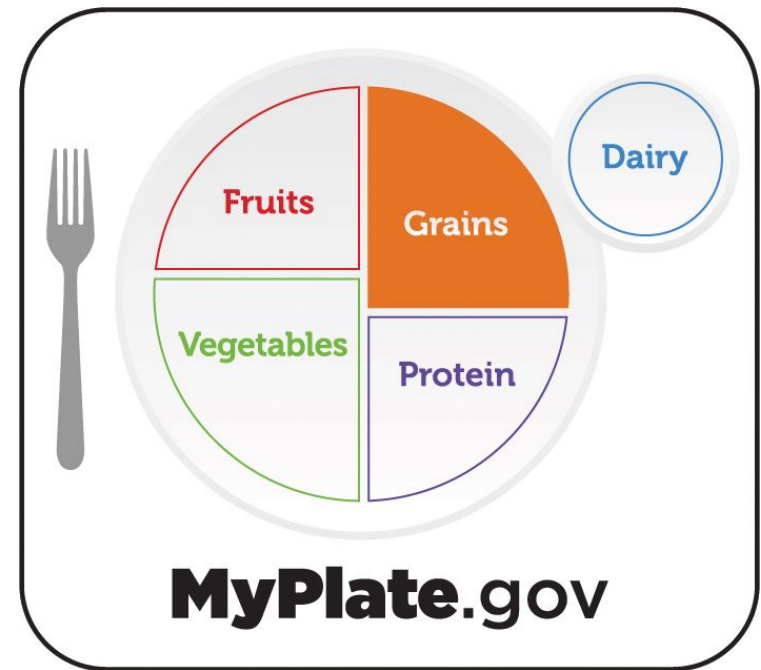 Dairy
Fruits
Grains
Vegetables
Protein
MyPlate.gov